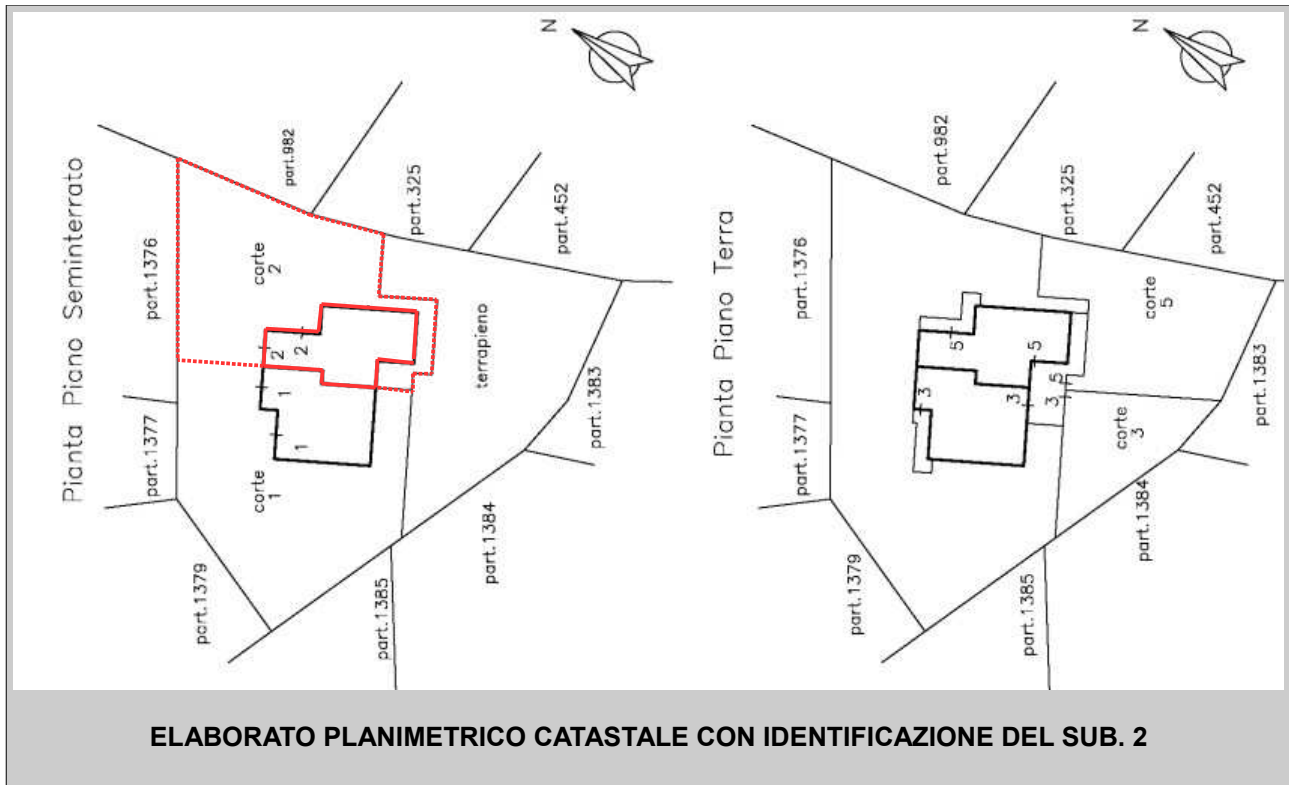 Pianta Piano Seminterrato
N
part.982
part.325
part.452
part.1376
corte
2
2
2
1
1
part.1377
corte
1
terrapieno
part.1383
part.1379
part.1384
part.1385
Pianta Piano Terra
N
part.982
part.325
part.452
part.1376
corte
5
5
5
5
3
3
3
part.1377
corte
3
part.1383
part.1379
part.1384
part.1385
ELABORATO PLANIMETRICO CATASTALE CON IDENTIFICAZIONE DEL SUB. 2